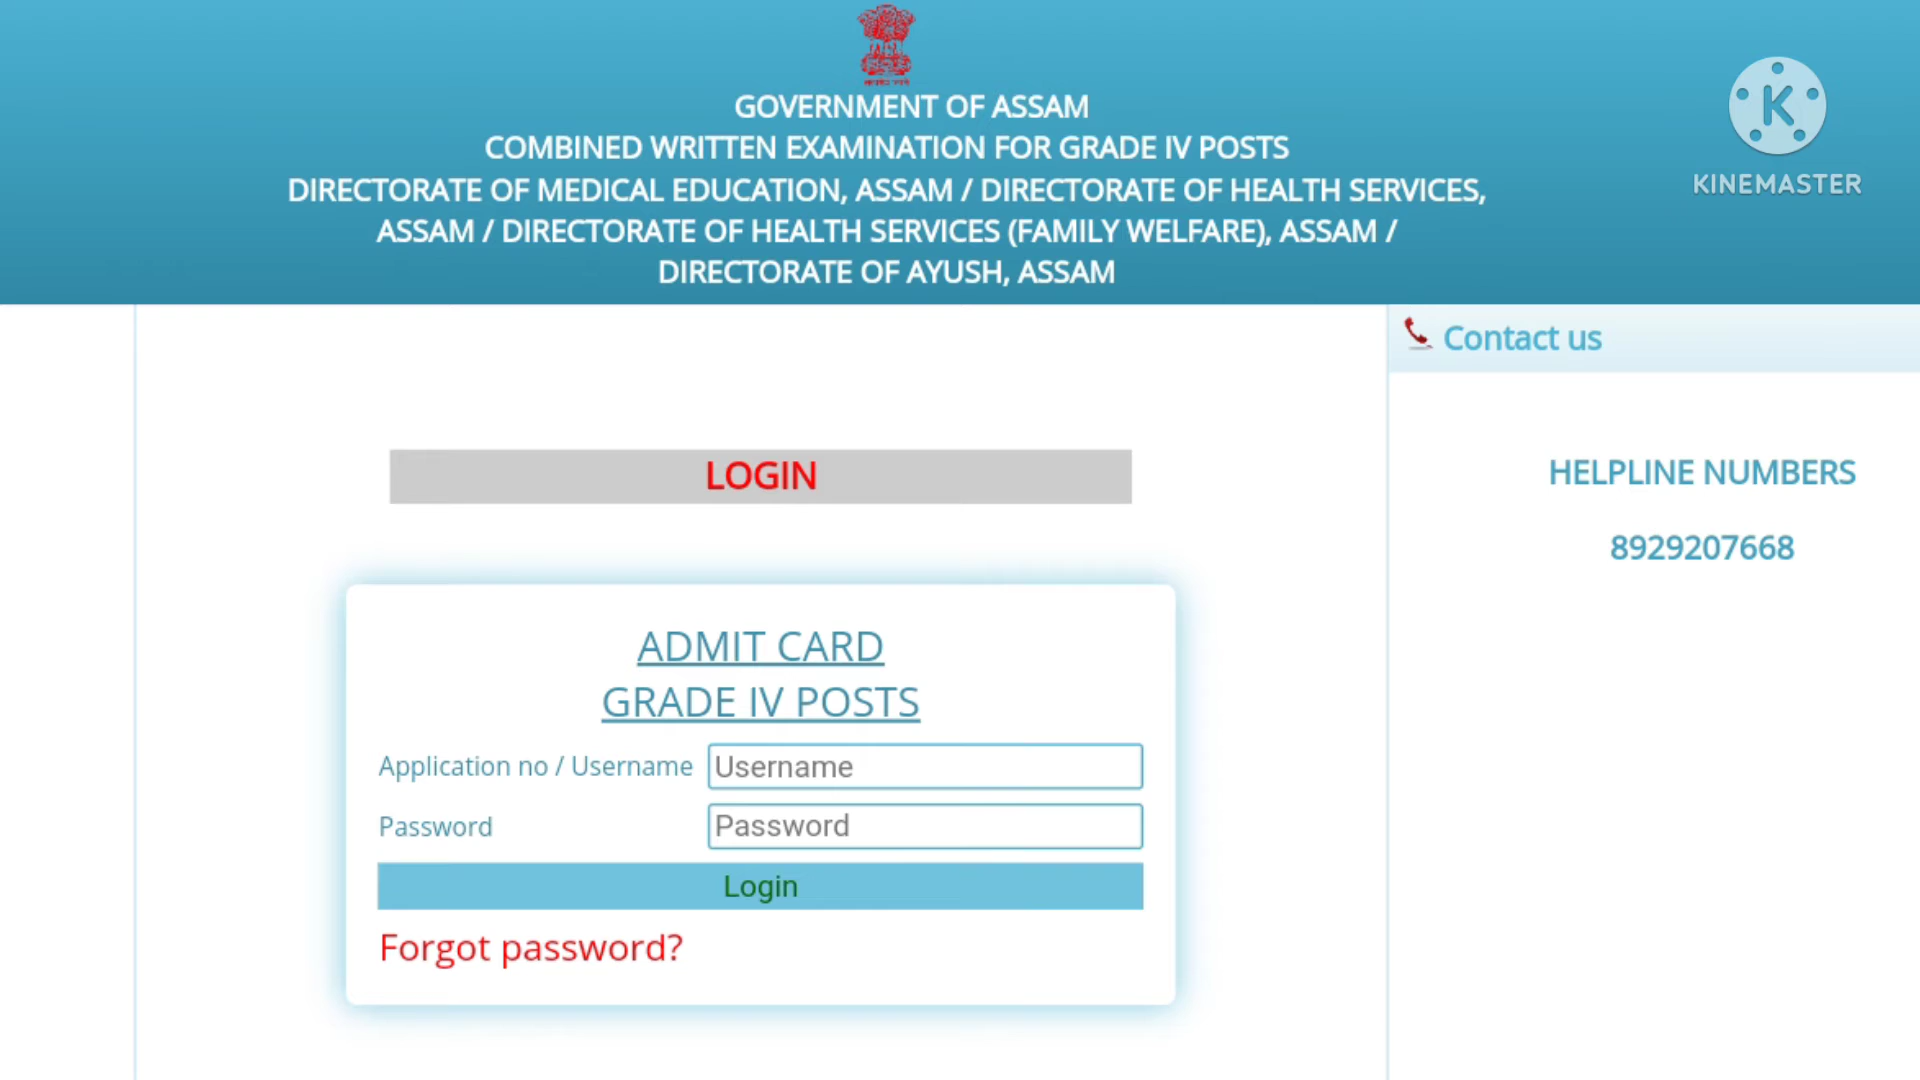 GOVERNMENT OF ASSAM
COMBINED WRITTEN EXAMINATION FOR GRADE IV POSTS
DIRECTORATE OF MEDICAL EDUCATION, ASSAM / DIRECTORATE OF HEALTH SERVICES,
ASSAM / DIRECTORATE OF HEALTH SERVICES (FAMILY WELFARE), ASSAM /
DIRECTORATE OF AYUSH, ASSAM
K
KINEMASTER
Contact us
HELPLINE NUMBERS
8929207668
LOGIN
ADMIT CARD
GRADE IV POSTS
Application no / Username Username
Password Password
Login
Forgot password?